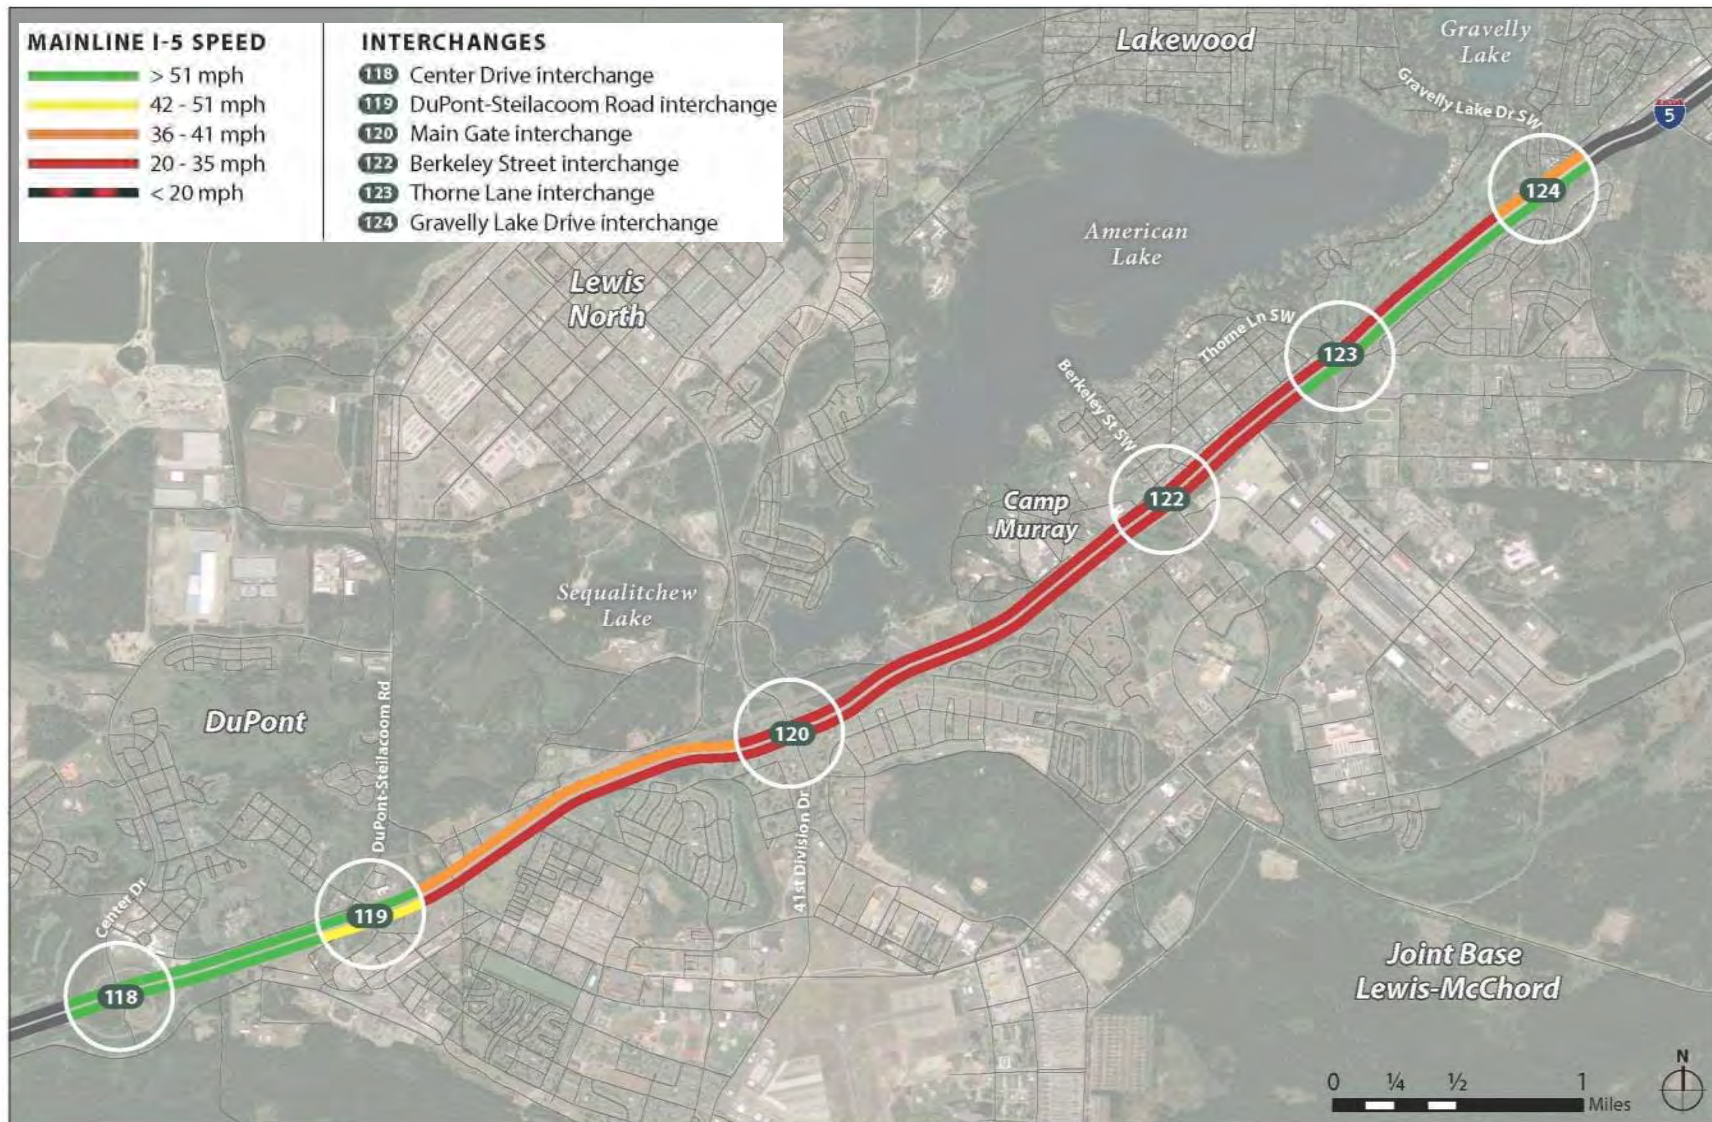 MAINLINE I-5 SPEED
> 51 mph
42 - 51 mph
36 - 41 mph
20 - 35 mph
< 20 mph
INTERCHANGES
118 Center Drive interchange
119 DuPont-Steilacoom Road interchange
120 Main Gate interchange
122 Berkeley Street interchange
123 Thorne Lane interchange
124 Gravelly Lake Drive interchange
Lakewood
Gravelly
Lake
Gravelly Lake Dr SW
5
124
American
Lake
Lewis
North
Thorne Ln SW
123
Berkeley St SW
122
Camp
Murray
Sequalitchew
Lake
DuPont
DuPont-Steilacoom Rd
120
41st Division Dr
119
Center Dr
118
Joint Base
Lewis-McChord
N
0 ¼ ½ 1
Miles